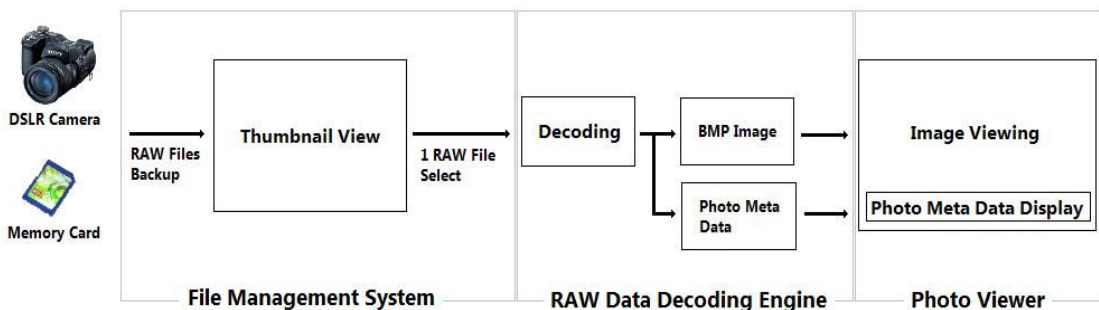 DSLR Camera
Memory Card
RAW Files
Backup
Thumbnail View
1 RAW File
Select
File Management System
Decoding
BMP Image
Photo Meta
Data
RAW Data Decoding Engine
Image Viewing
Photo Meta Data Display
Photo Viewer